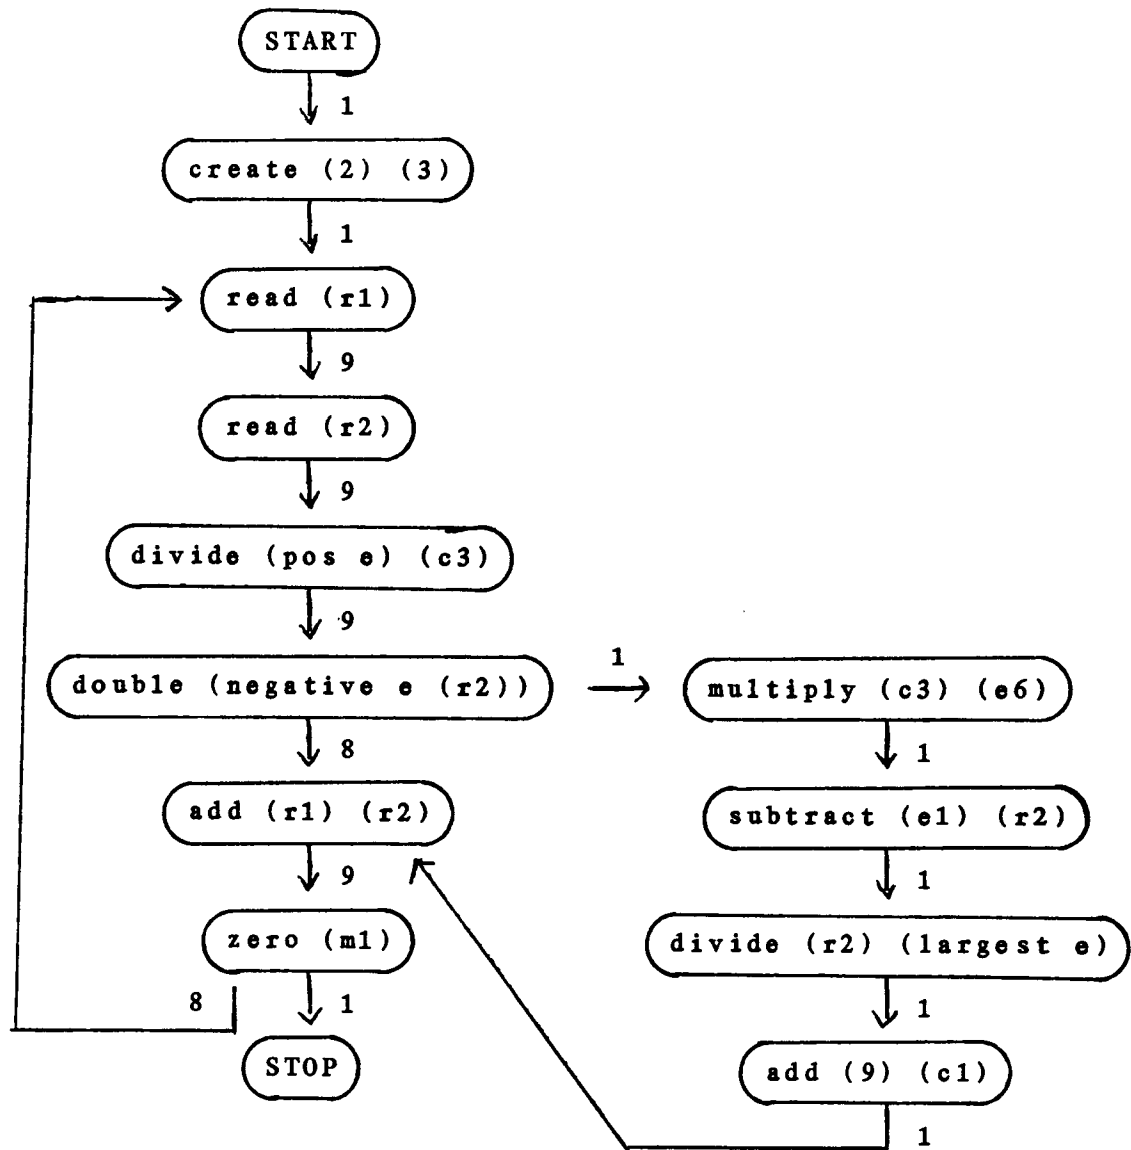 START
1
create (2) (3)
1
read (r1)
9
read (r2)
9
divide (pos e) (c3)
9
double (negative e (r2))
1
multiply (c3) (e6)
8
1
add (r1) (r2)
subtract (e1) (r2)
9
1
zero (m1)
divide (r2) (largest e)
8
1
1
STOP
add (9) (c1)
1